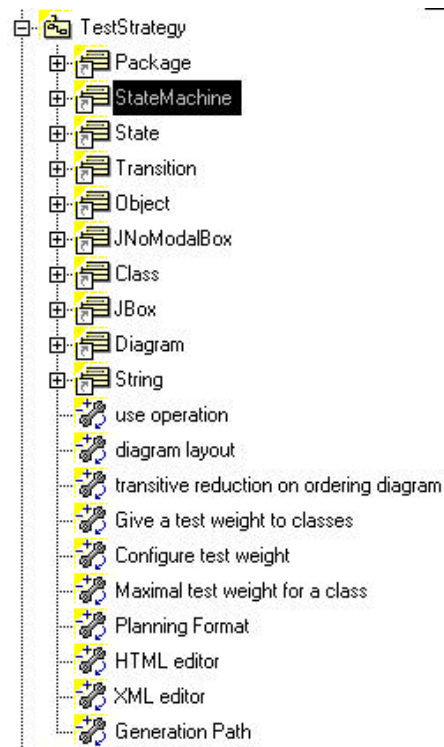 TestStrategy
Package
StateMachine
State
Transition
Object
JNoModalBox
Class
JBox
Diagram
String
use operation
diagram layout
transitive reduction on ordering diagram
Give a test weight to classes
Configure test weight
Maximal test weight for a class
Planning Format
HTML editor
XML editor
Generation Path